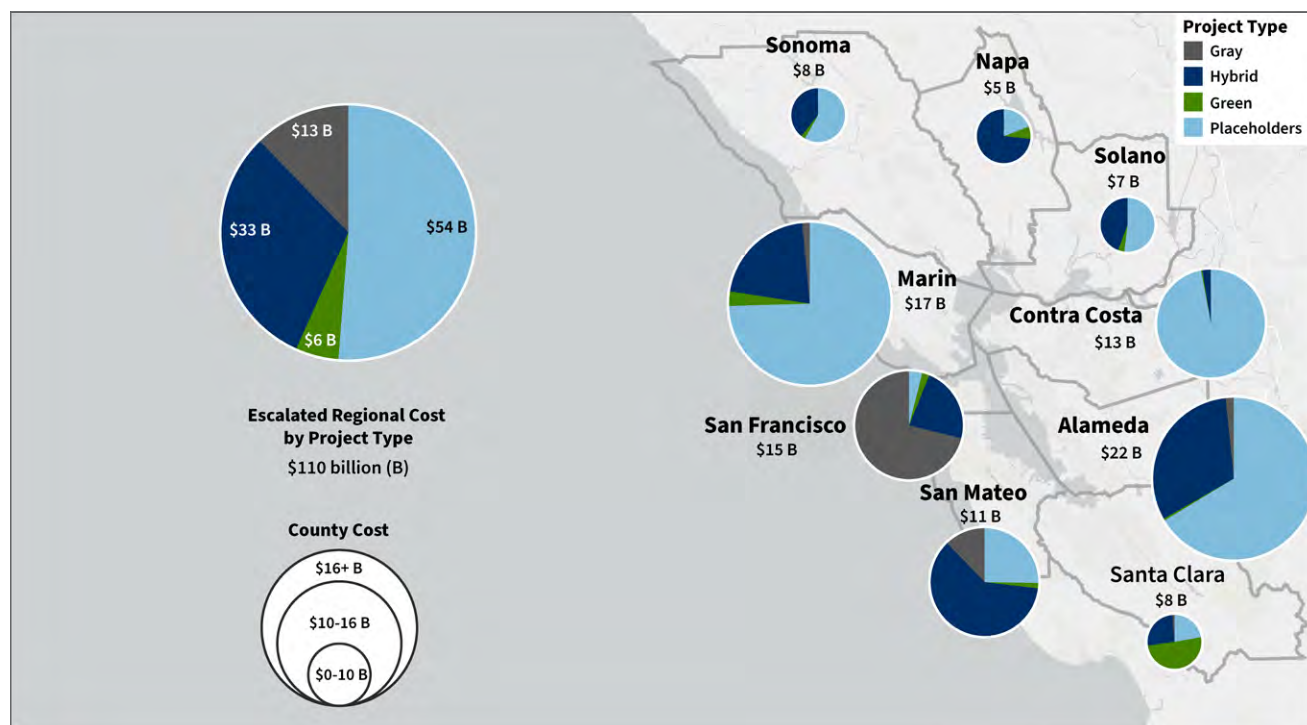 Project Type
Gray
Hybrid
Green
Placeholders
Sonoma
$8 B
Napa
$5 B
Solano
$7 B
$13 B
$33 B
$54 B
$6 B
Marin
$17 B
Contra Costa
$13 B
San Francisco
$15 B
Alameda
$22 B
San Mateo
$11 B
Santa Clara
$8 B
Escalated Regional Cost
by Project Type
$110 billion (B)
County Cost
$16+ B
$10-16 B
$0-10 B